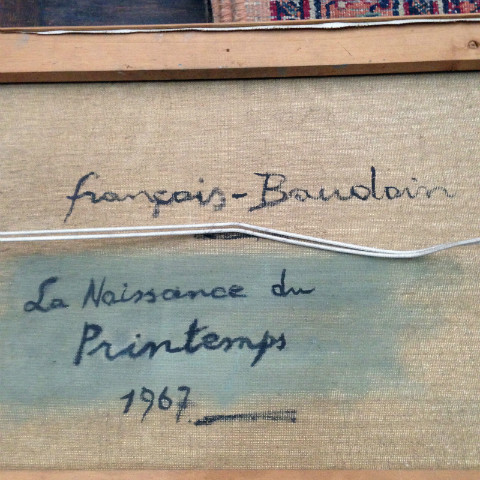 françois-Baudoin
La Naissance du
Printemps
1967